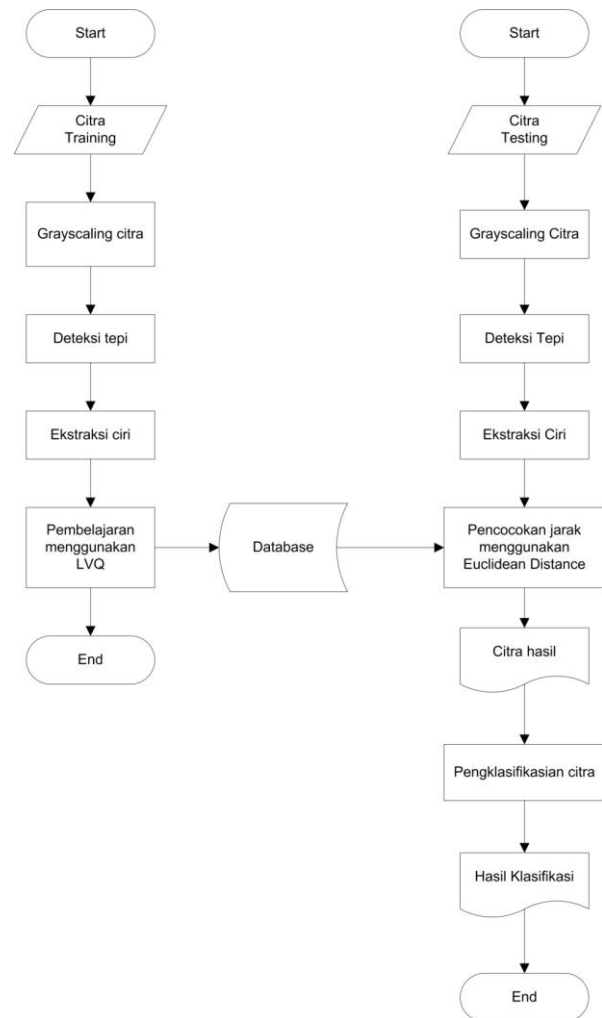 Start
Citra
Training
Grayscaling citra
Deteksi tepi
Ekstraksi ciri
Pembelajaran
menggunakan
LVQ
End
Database
Start
Citra
Testing
Grayscaling Citra
Deteksi Tepi
Ekstraksi Ciri
Pencocokan jarak
menggunakan
Euclidean Distance
Citra hasil
Pengklasifikasian citra
Hasil Klasifikasi
End